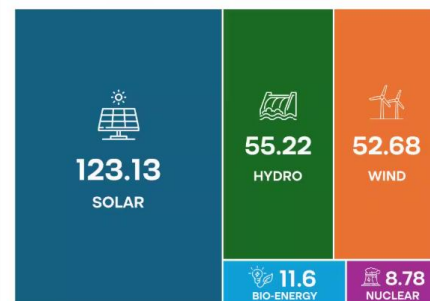 123.13
SOLAR
55.22
HYDRO
52.68
WIND
11.6
BIO-ENERGY
8.78
NUCLEAR